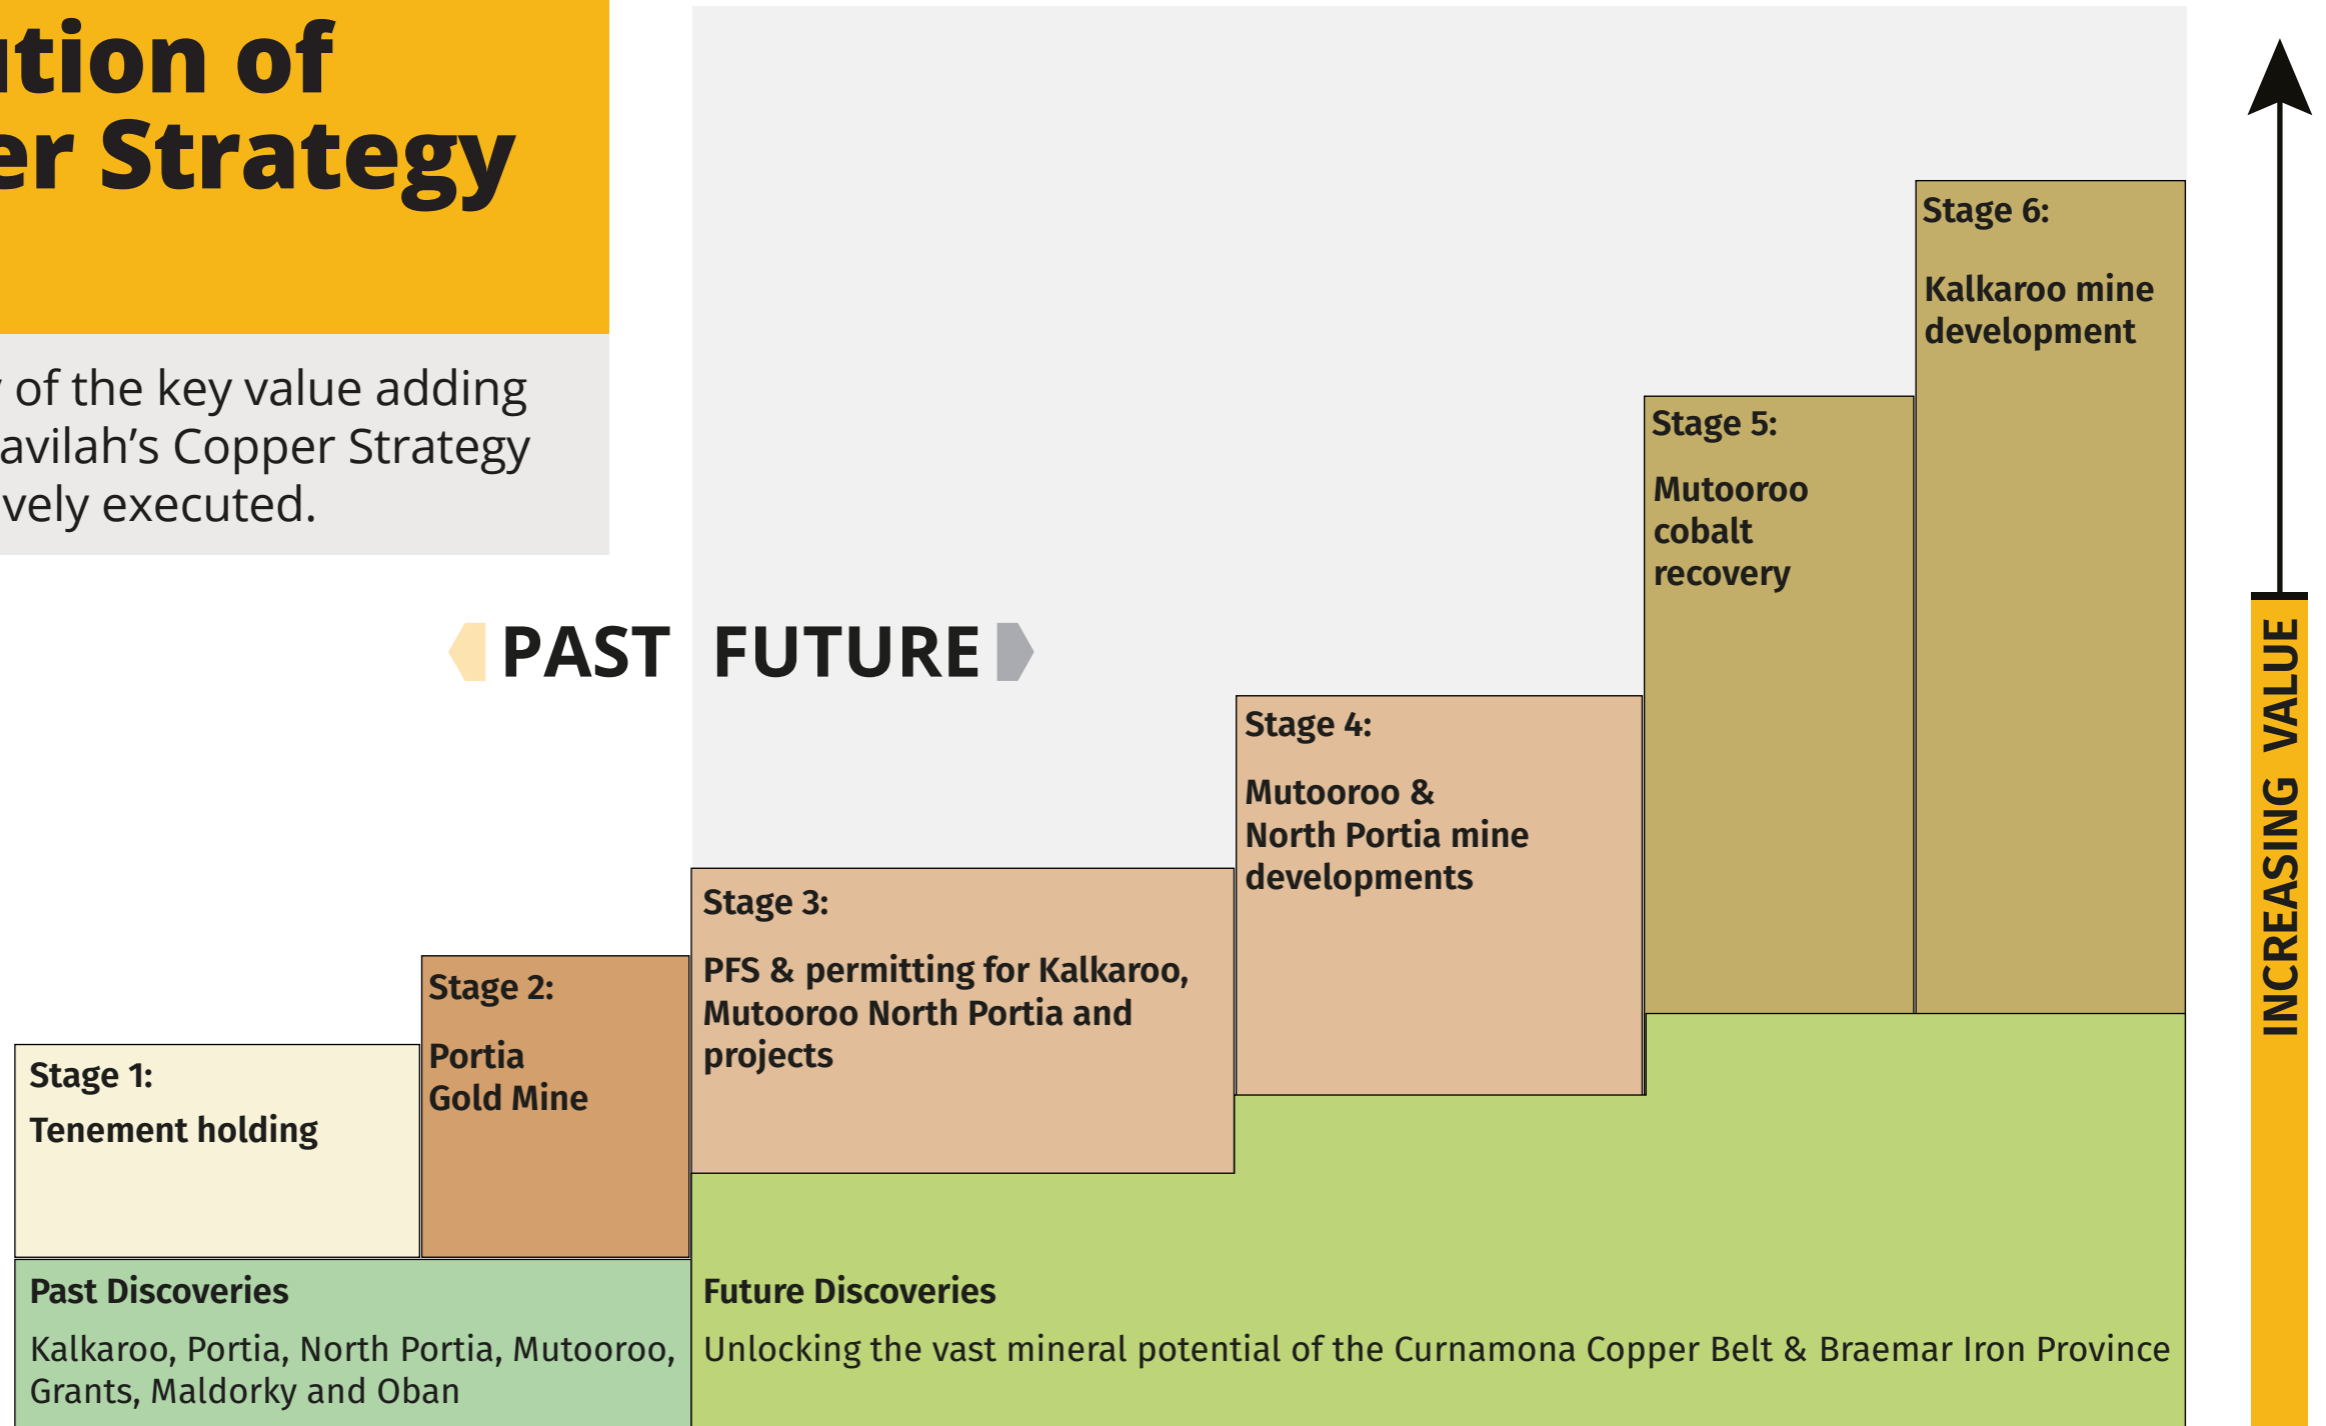 tion of
er Strategy
of the key value adding
avilah's Copper Strategy
vely executed.
PAST FUTURE
Stage 1:
Tenement holding
Stage 2:
Portia
Gold Mine
Stage 3:
PFS & permitting for Kalkaroo,
Mutooroo North Portia and
projects
Stage 4:
Mutooroo &
North Portia mine
developments
Stage 5:
Mutooroo
cobalt
recovery
Stage 6:
Kalkaroo mine
development
INCREASING VALUE
Past Discoveries
Kalkaroo, Portia, North Portia, Mutooroo,
Grants, Maldorky and Oban
Future Discoveries
Unlocking the vast mineral potential of the Curnamona Copper Belt & Braemar Iron Province